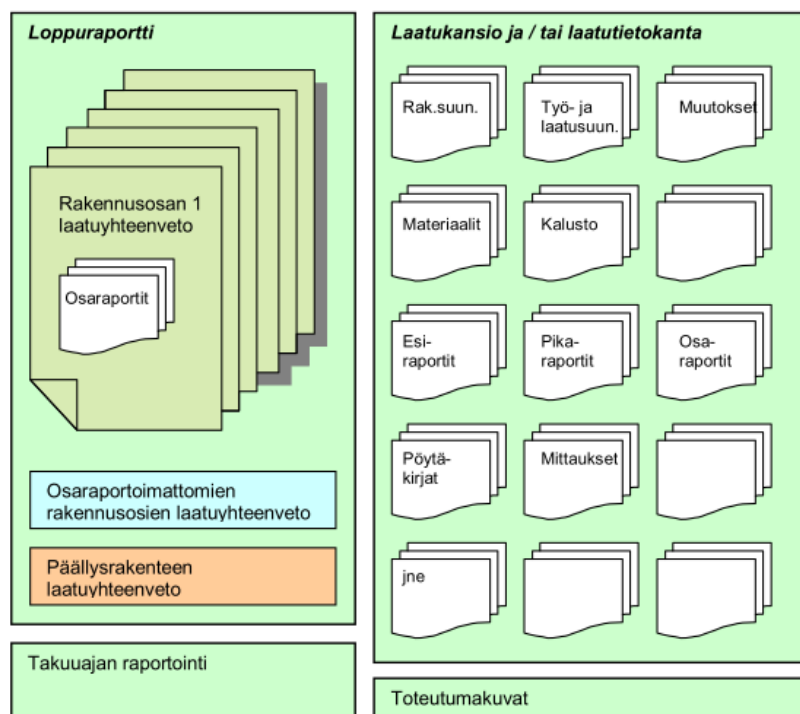 Loppuraportti
Rakennusosan 1
laatuyhteenveto
Osaraportit
Osaraportoimattomien
rakennusosien laatuyhteenveto
Päällysrakenteen
laatuyhteenveto
Takuuajan raportointi
Laatukansio ja / tai laatutietokanta
Rak.suun.
Työ- ja
laatusuun.
Muutokset
Materiaalit
Kalusto
Esi-
raportit
Pika-
raportit
Osa-
raportit
Pöytä-
kirjat
Mittaukset
jne
Toteutumakuvat